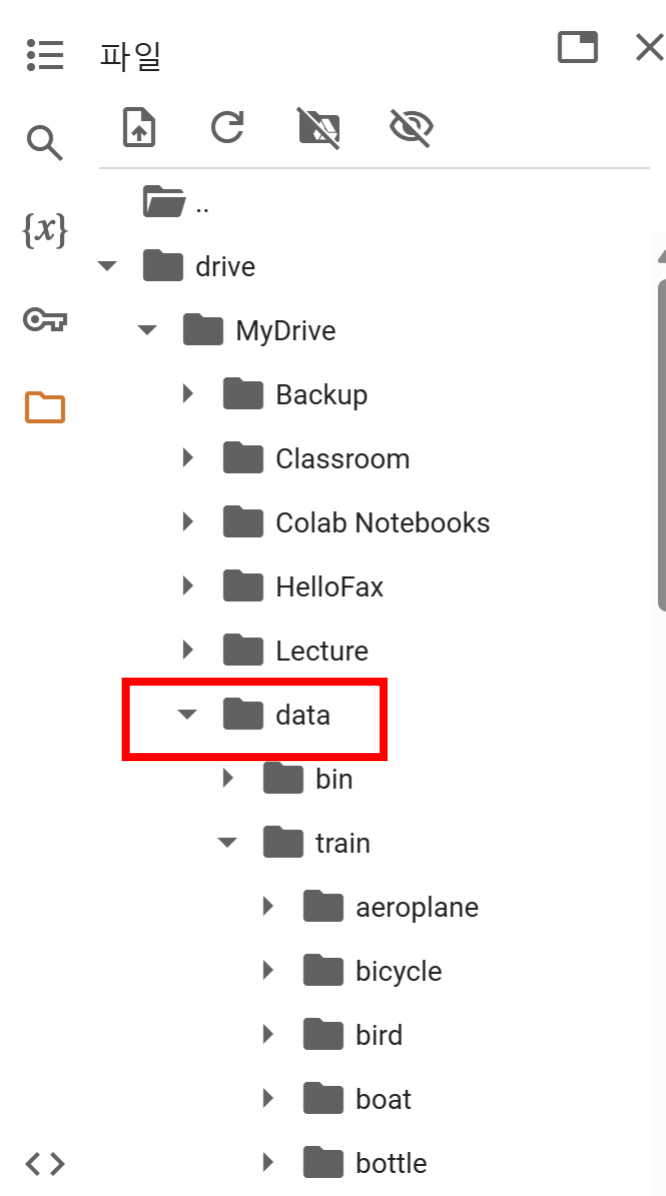 파일
..
{x}
drive
MyDrive
Backup
Classroom
Colab Notebooks
HelloFax
Lecture
data
bin
train
aeroplane
bicycle
bird
boat
bottle